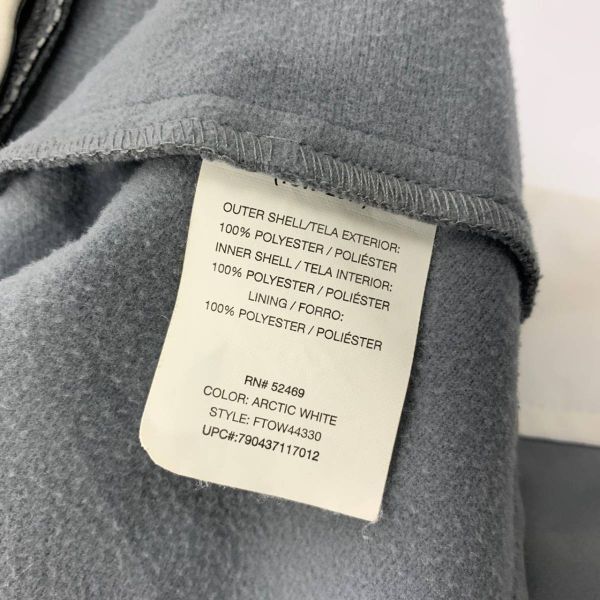 OUTER SHELL/TELA EXTERIOR:
100% POLYESTER / POLIÉSTER
INNER SHELL / TELA INTERIOR:
100% POLYESTER / POLIÉSTER
LINING / FORRO:
100% POLYESTER / POLIÉSTER
RN# 52469
COLOR: ARCTIC WHITE
STYLE: FTOW44330
UPC#:790437117012